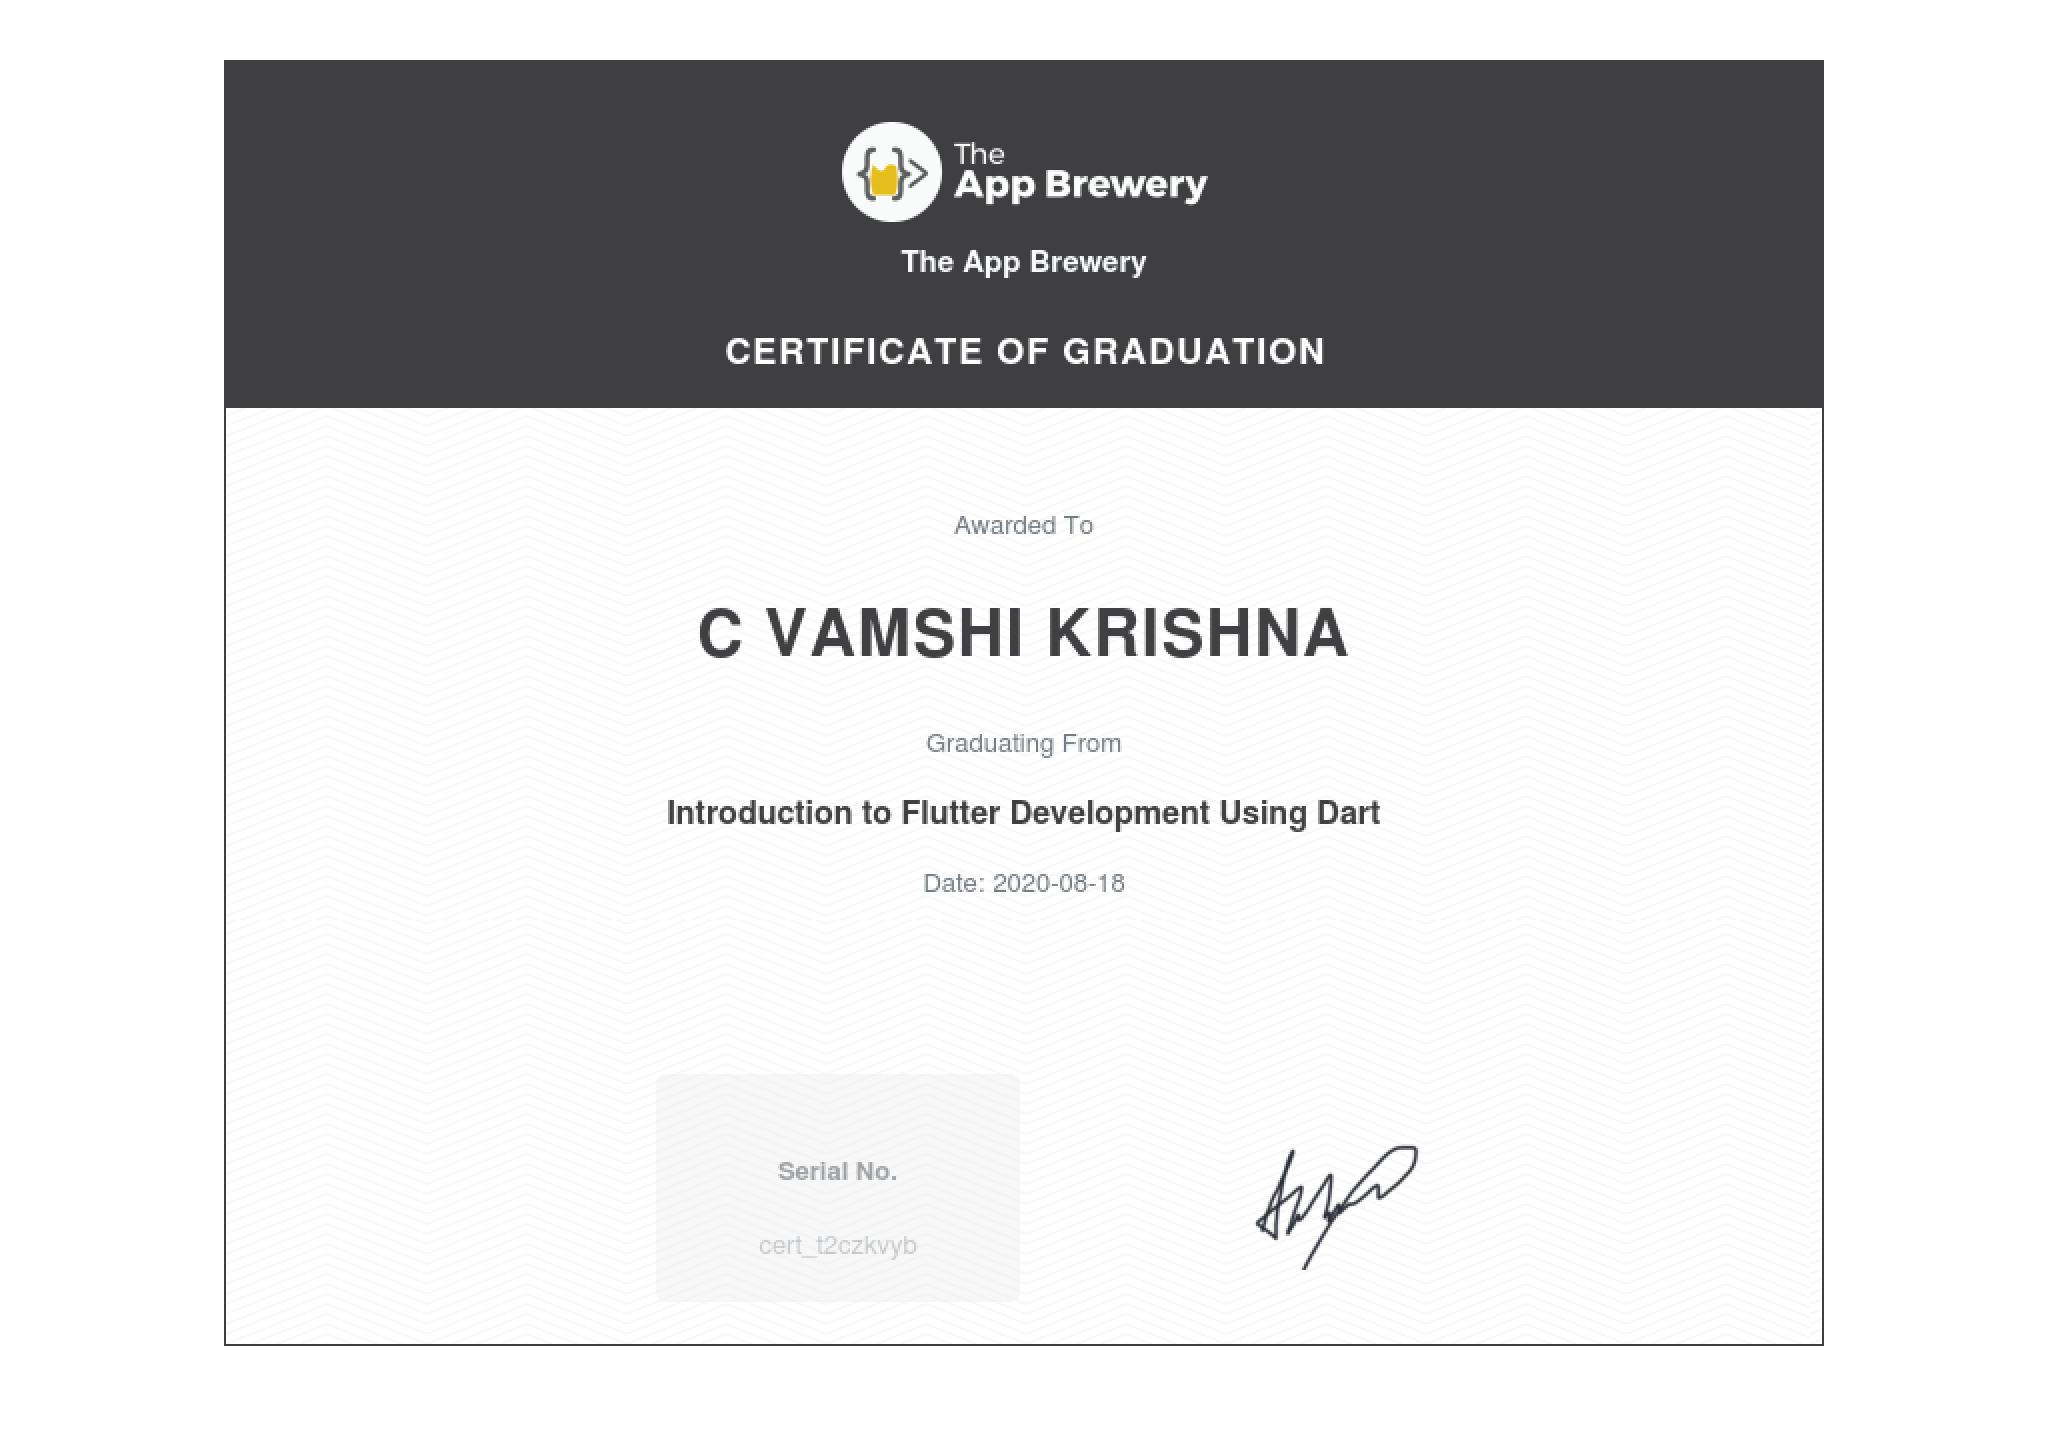 The
App Brewery
The App Brewery
CERTIFICATE OF GRADUATION
Awarded To
C VAMSHI KRISHNA
Graduating From
Introduction to Flutter Development Using Dart
Date: 2020-08-18
Serial No.
cert_t2czkvyb